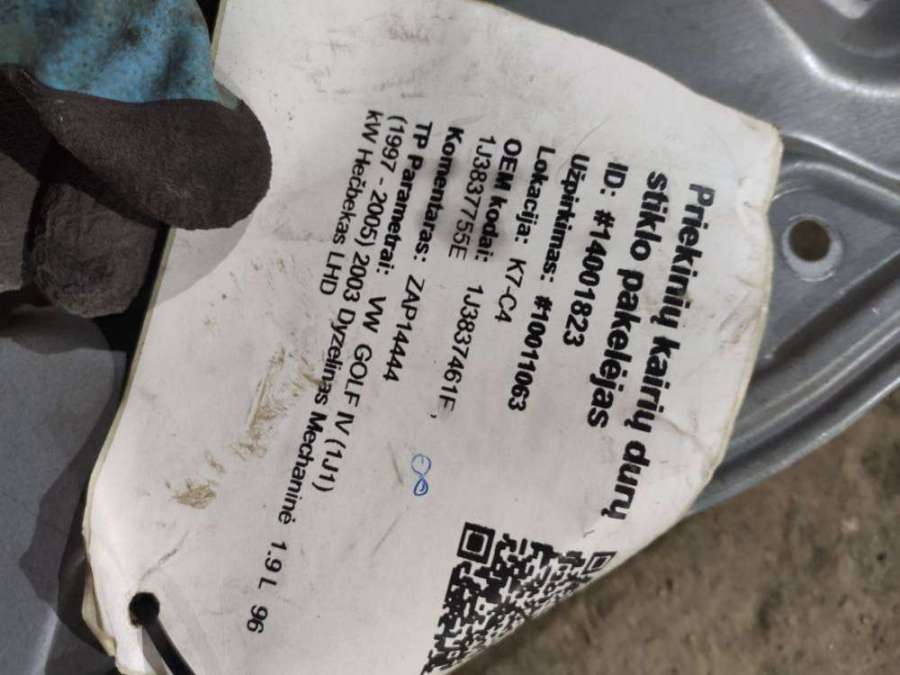 Priekinių kairių durų
stiklo pakelėjas
ID: #14001823
Užpirkimas: #10011063
Lokacija: K7-C4
OEM kodai: 1J3837461F,
1J3837755E
Komentaras: ZAP14444
TP Parametrai: VW GOLF IV (1J1)
(1997 - 2005) 2003 Dyzelinas Mechaninė 1.9 L 96
kW Hečbekas LHD